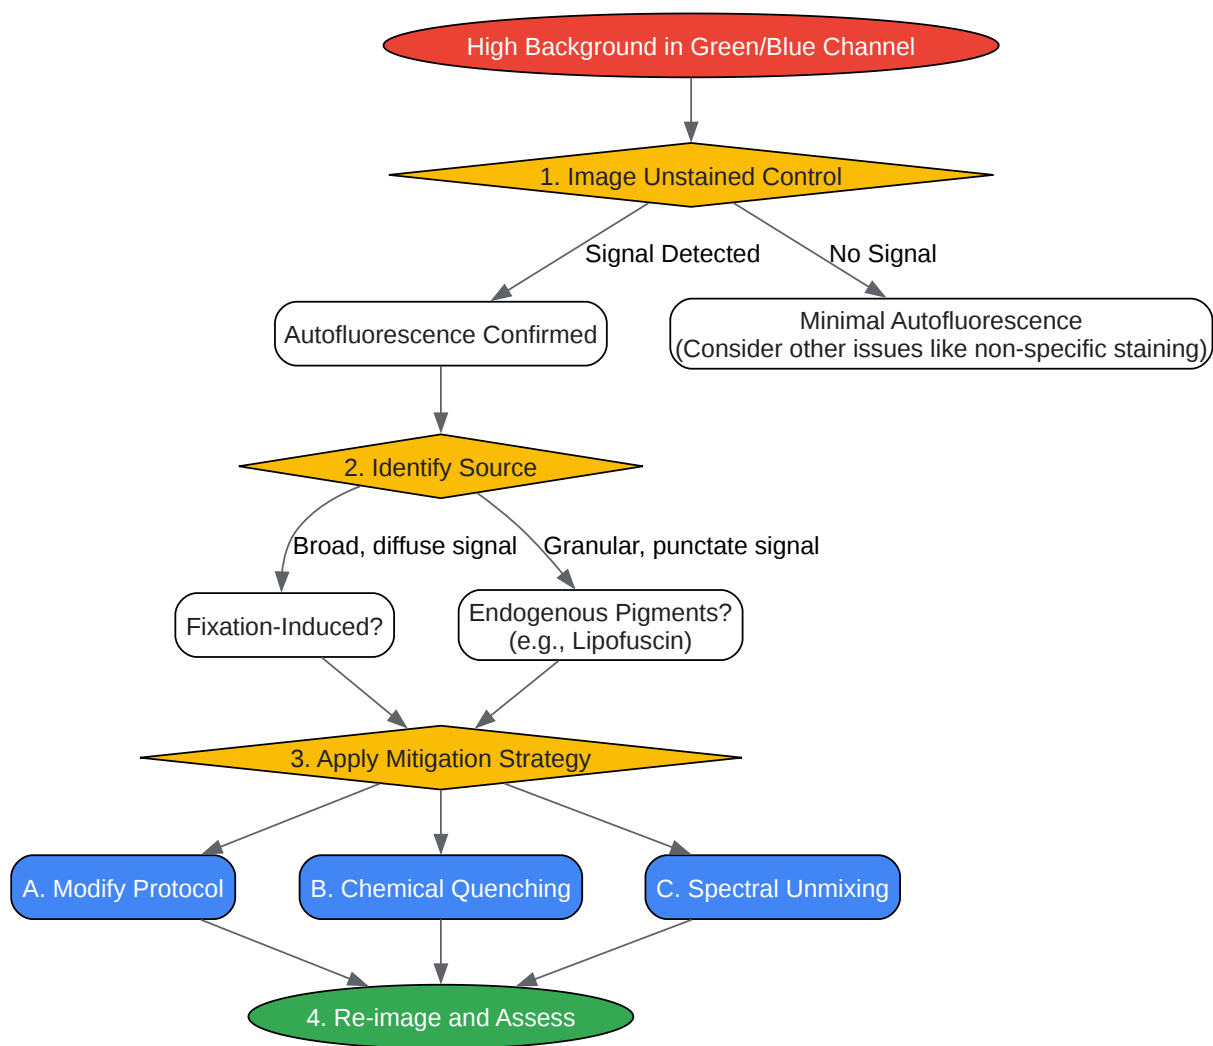 High Background in Green/Blue Channel
1. Image Unstained Control
Signal Detected
No Signal
Autofluorescence Confirmed
Minimal Autofluorescence
(Consider other issues like non-specific staining)
2. Identify Source
Broad, diffuse signal
Granular, punctate signal
Fixation-Induced?
Endogenous Pigments?
(e.g., Lipofuscin)
3. Apply Mitigation Strategy
A. Modify Protocol
B. Chemical Quenching
C. Spectral Unmixing
4. Re-image and Assess